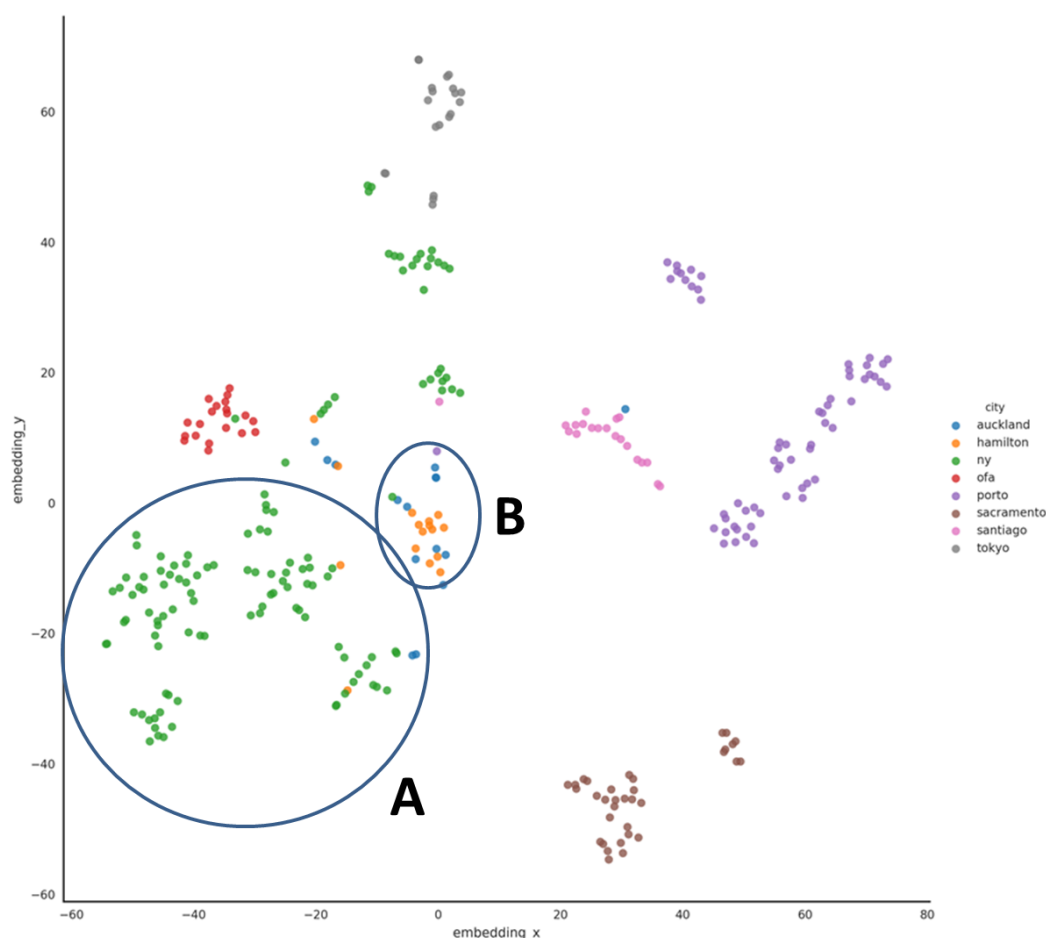 60
40
20
0
−20
−40
−60
embedding_y
B
A
city
auckland
hamilton
ny
ofa
porto
sacramento
santiago
tokyo
−60 −40 −20 0 20 40 60 80
embedding_x